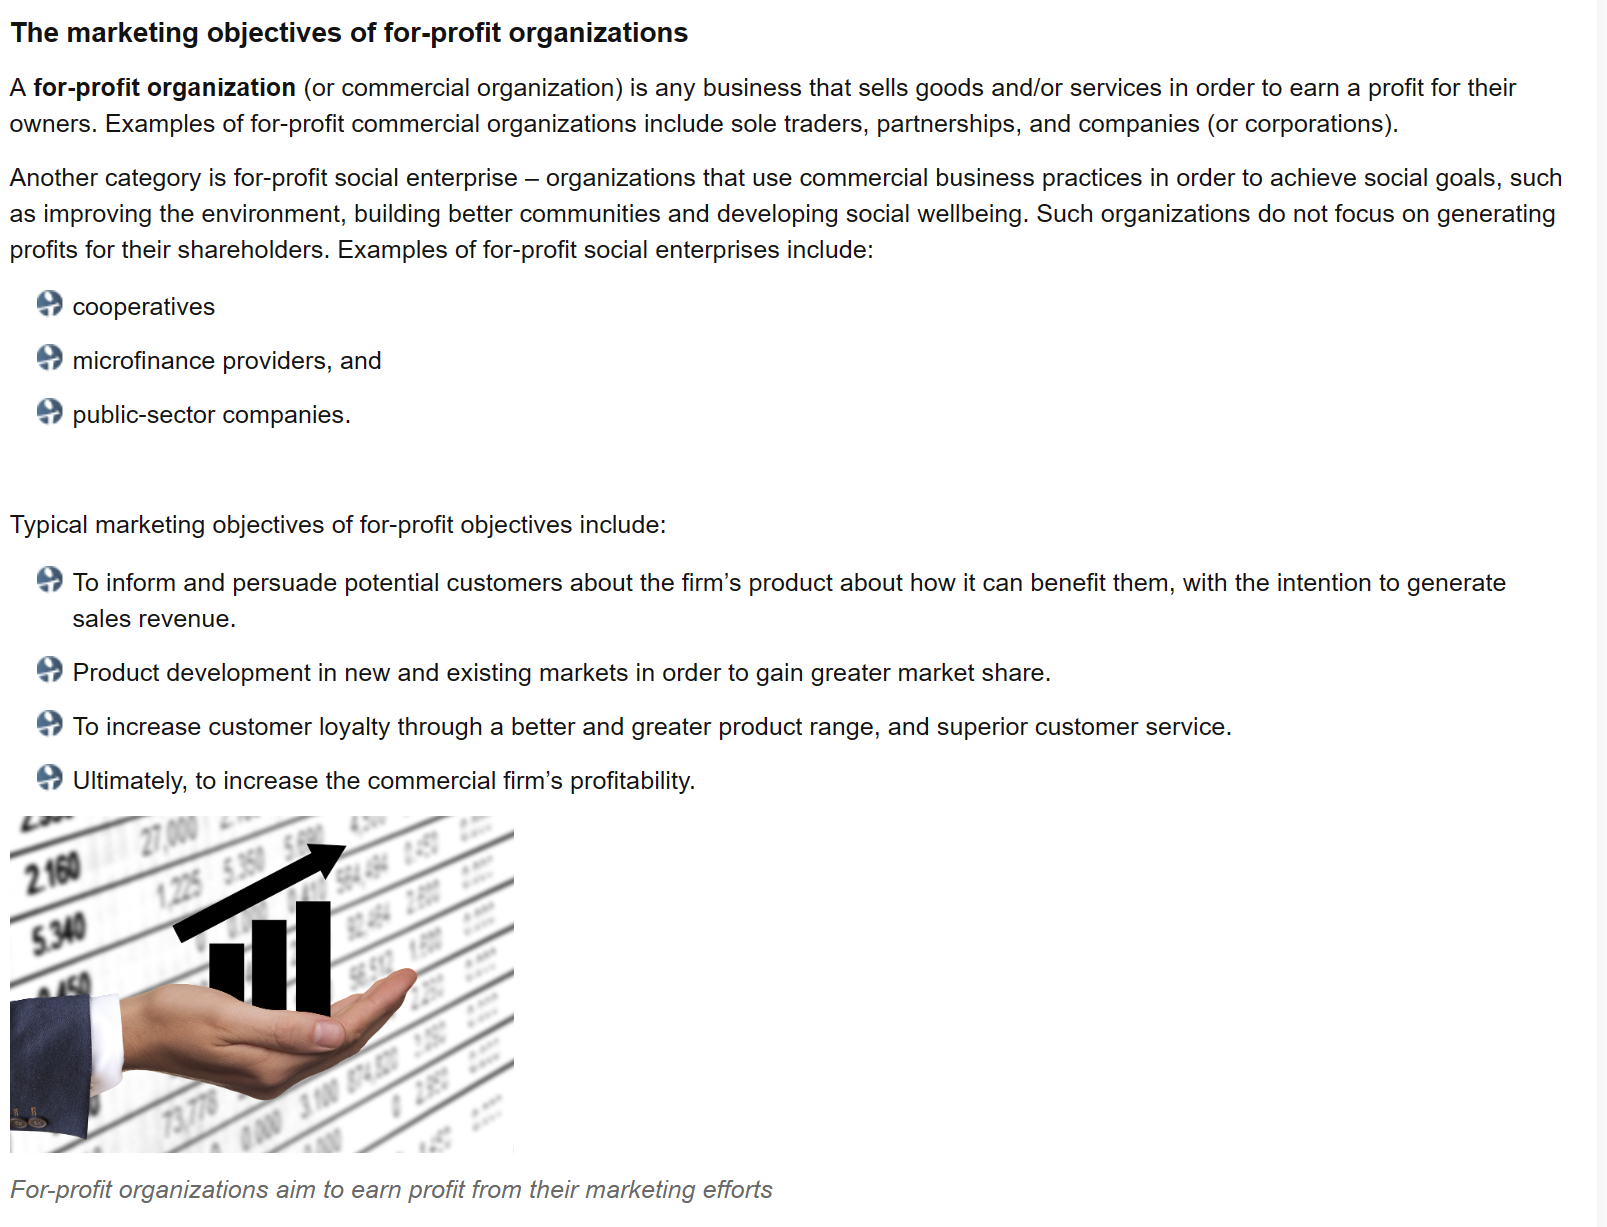 The marketing objectives of for-profit organizations
A for-profit organization (or commercial organization) is any business that sells goods and/or services in order to earn a profit for their
owners. Examples of for-profit commercial organizations include sole traders, partnerships, and companies (or corporations).
Another category is for-profit social enterprise – organizations that use commercial business practices in order to achieve social goals, such
as improving the environment, building better communities and developing social wellbeing. Such organizations do not focus on generating
profits for their shareholders. Examples of for-profit social enterprises include:
cooperatives
microfinance providers, and
public-sector companies.
Typical marketing objectives of for-profit objectives include:
To inform and persuade potential customers about the firm’s product about how it can benefit them, with the intention to generate
sales revenue.
Product development in new and existing markets in order to gain greater market share.
To increase customer loyalty through a better and greater product range, and superior customer service.
Ultimately, to increase the commercial firm’s profitability.
27,000
2.160
1,225 5.350
5.340
73,778
0.000 3.100 874,820
For-profit organizations aim to earn profit from their marketing efforts